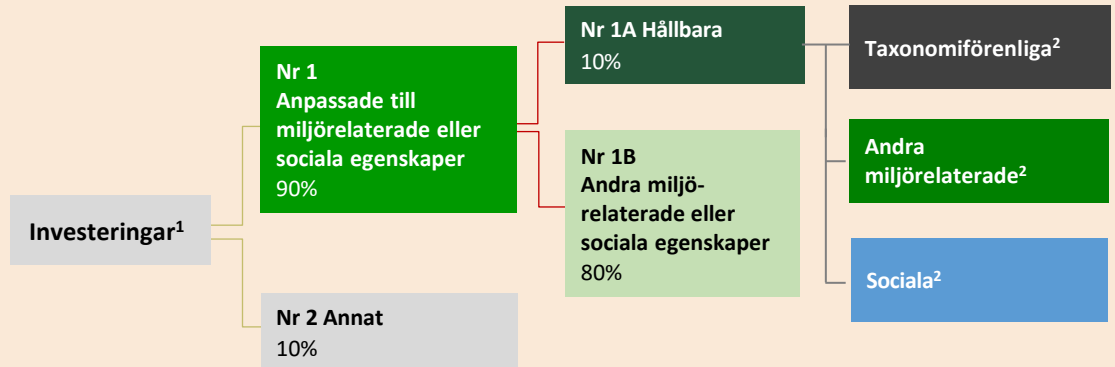 Investeringar¹
Nr 1
Anpassade till
miljörelaterade eller
sociala egenskaper
90%
Nr 2 Annat
10%
Nr 1A Hållbara
10%
Nr 1B
Andra miljö-
relaterade eller
sociala egenskaper
80%
Taxonomiförenliga²
Andra
miljörelaterade²
Sociala²